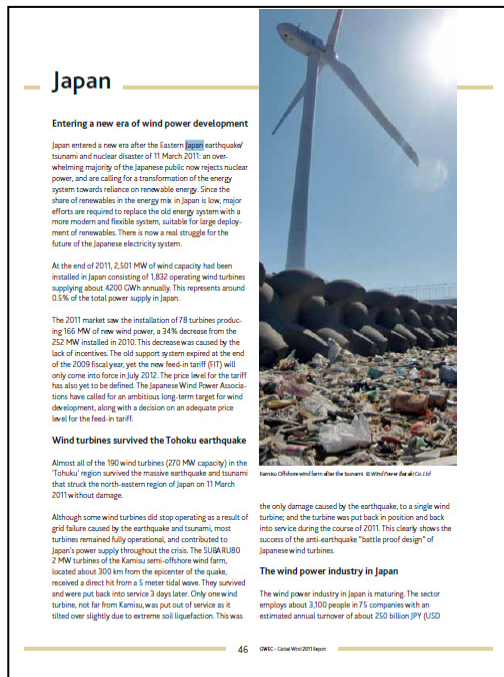 Japan
Entering a new era of wind power development
Japan entered a new era after the Eastern Japan earthquake/
tsunami and nuclear disaster of 11 March 2011: an over-
whelming majority of the Japanese public now rejects nuclear
power, and are calling for a transformation of the energy
system towards reliance on renewable energy. Since the
share of renewables in the energy mix in Japan is low, major
efforts are required to replace the old energy system with a
more modern and flexible system, suitable for large deploy-
ment of renewables. There is now a real struggle for the
future of the Japanese electricity system.
At the end of 2011, 2,501 MW of wind capacity had been
installed in Japan consisting of 1,832 operating wind turbines
supplying about 4200 GWh annually. This represents around
0.5% of the total power supply in Japan.
The 2011 market saw the installation of 78 turbines produc-
ing 166 MW of new wind power, a 34% decrease from the
252 MW installed in 2010. This decrease was caused by the
lack of incentives. The old support system expired at the end
of the 2009 fiscal year, yet the new feed-in tariff (FIT) will
only come into force in July 2012. The price level for the tariff
has also yet to be defined. The Japanese Wind Power Associa-
tions have called for an ambitious long-term target for wind
development, along with a decision on an adequate price
level for the feed-in tariff.
Wind turbines survived the Tohoku earthquake
Almost all of the 190 wind turbines (270 MW capacity) in the
'Tohuku' region survived the massive earthquake and tsunami
that struck the north-eastern region of Japan on 11 March
2011 without damage.
Although some wind turbines did stop operating as a result of
grid failure caused by the earthquake and tsunami, most
turbines remained fully operational, and contributed to
Japan's power supply throughout the crisis. The SUBARU80
2 MW turbines of the Kamisu semi-offshore wind farm,
located about 300 km from the epicenter of the quake,
received a direct hit from a 5 meter tidal wave. They survived
and were put back into service 3 days later. Only one wind
turbine, not far from Kamisu, was put out of service as it
tilted over slightly due to extreme soil liquefaction. This was
Kamisu Offshore wind farm after the tsunami © Wind Power Ibaraki Co. Ltd
the only damage caused by the earthquake, to a single wind
turbine; and the turbine was put back in position and back
into service during the course of 2011. This clearly shows the
success of the anti-earthquake "battle proof design" of
Japanese wind turbines.
The wind power industry in Japan
The wind power industry in Japan is maturing. The sector
employs about 3,100 people in 75 companies with an
estimated annual turnover of about 250 billion JPY (USD
46 GWEC – Global Wind 2011 Report